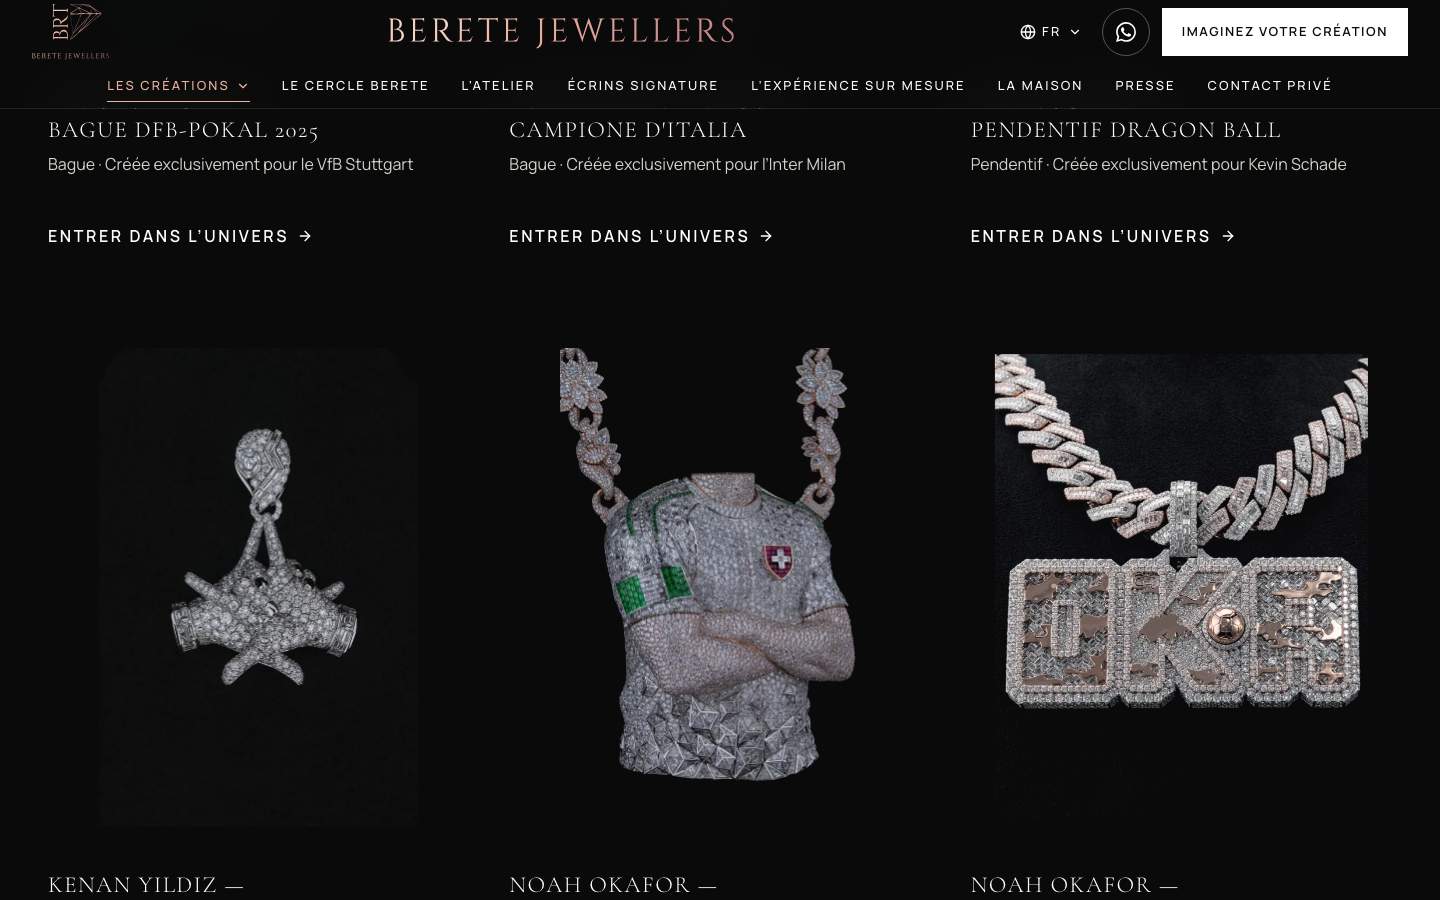 BRT
BERETE JEWELLERS
BERETE JEWELLERS
FR
IMAGINEZ VOTRE CRÉATION
LES CRÉATIONS
LE CERCLE BERETE
L'ATELIER
ÉCRINS SIGNATURE
L'EXPÉRIENCE SUR MESURE
LA MAISON
PRESSE
CONTACT PRIVÉ
BAGUE DFB-POKAL 2025
Bague · Créée exclusivement pour le VfB Stuttgart
ENTRER DANS L’UNIVERS →
CAMPIONE D'ITALIA
Bague · Créée exclusivement pour l'Inter Milan
ENTRER DANS L’UNIVERS →
PENDENTIF DRAGON BALL
Pendentif · Créée exclusivement pour Kevin Schade
ENTRER DANS L’UNIVERS →
KENAN YILDIZ —
NOAH OKAFOR —
NOAH OKAFOR —